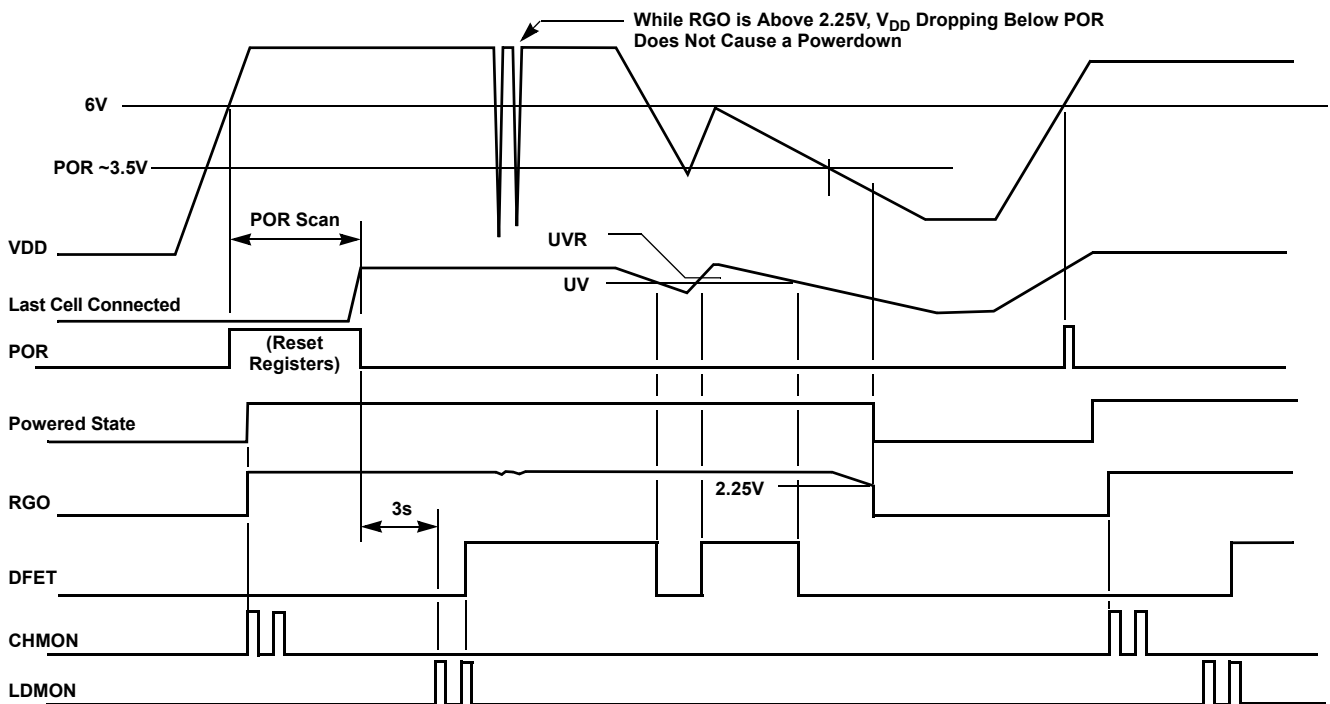 While RGO is Above 2.25V, VDD Dropping Below POR
Does Not Cause a Powerdown
6V
POR ~3.5V
POR Scan
VDD
UVR
UV
Last Cell Connected
POR
(Reset
Registers)
Powered State
2.25V
RGO
3s
DFET
CHMON
LDMON